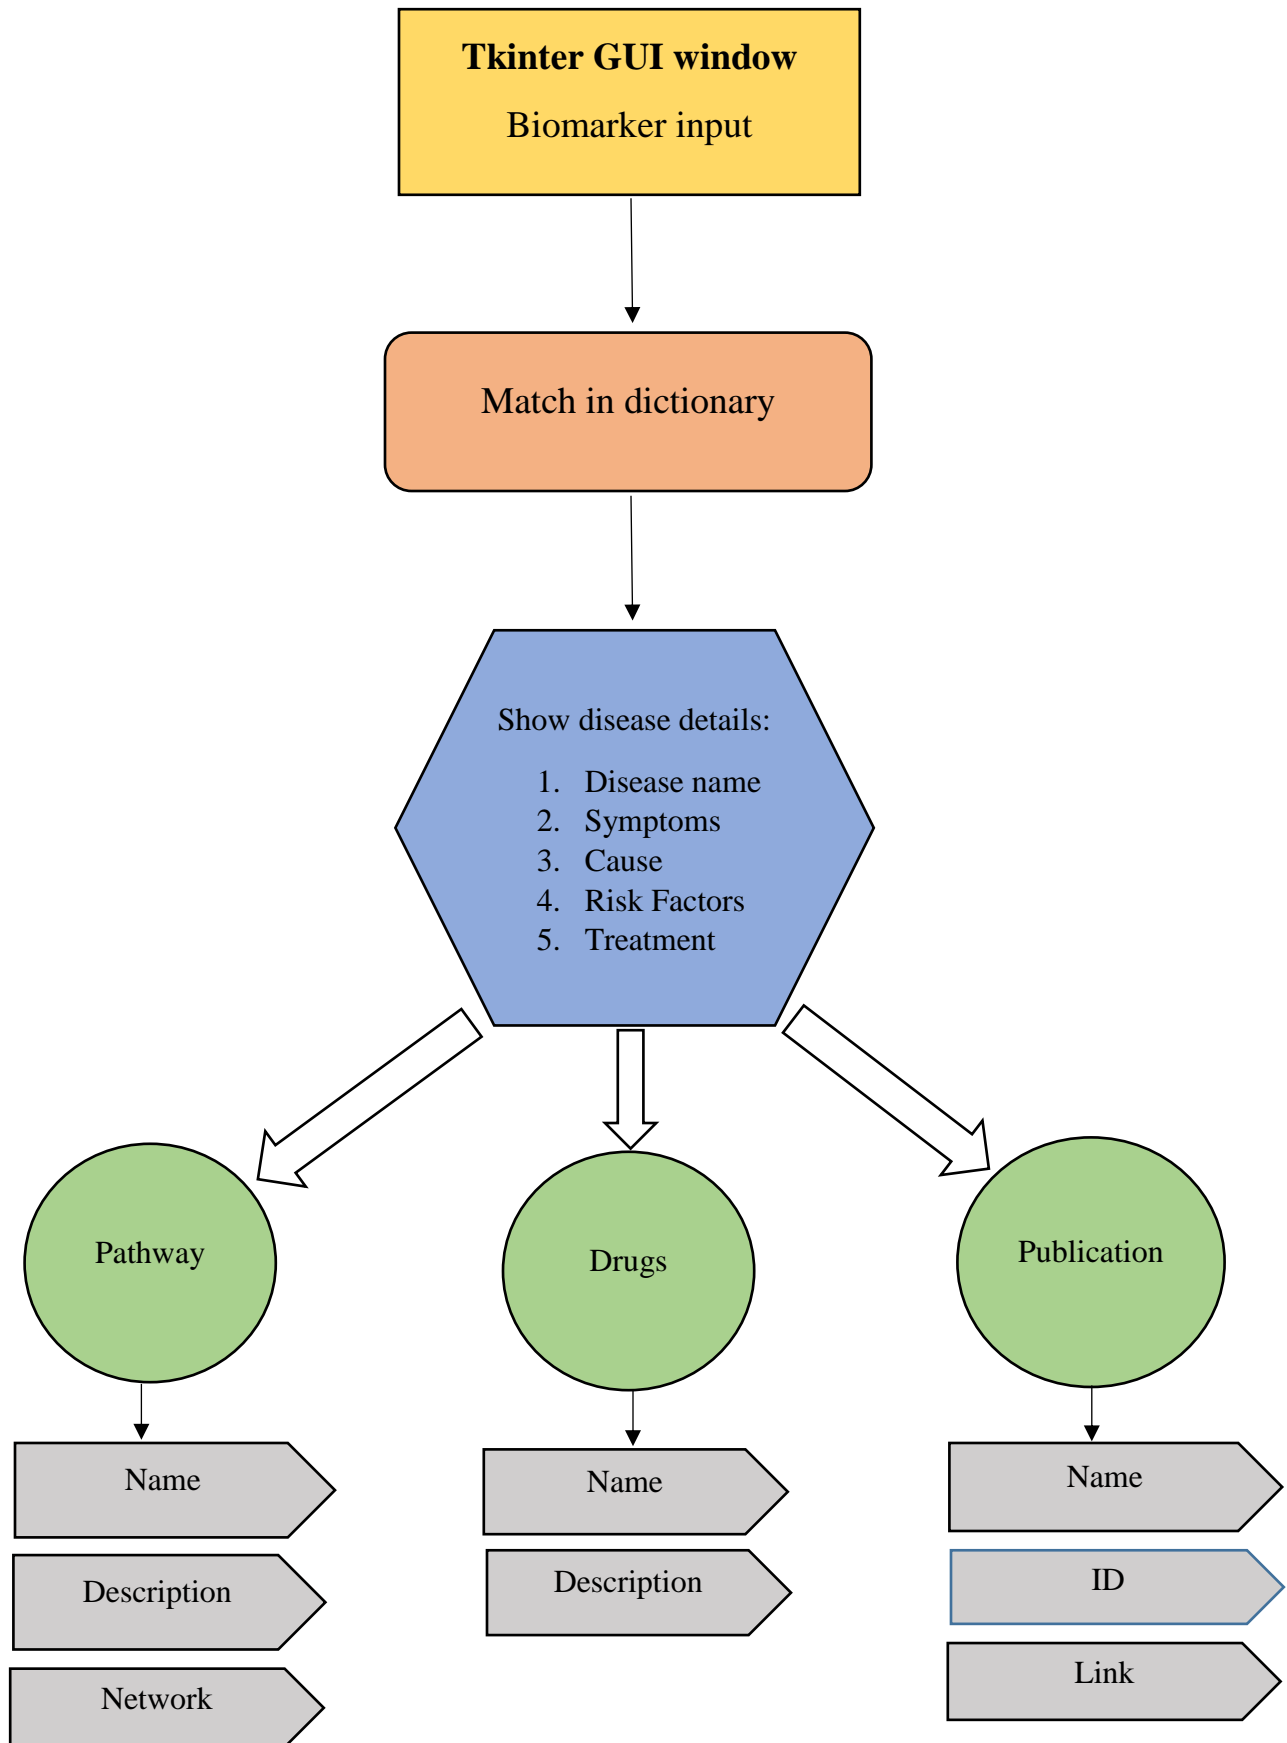 Tkinter GUI window
Biomarker input
Match in dictionary
Show disease details:
1. Disease name
2. Symptoms
3. Cause
4. Risk Factors
5. Treatment
Pathway
Drugs
Publication
Name
Description
Network
Name
Description
Name
ID
Link